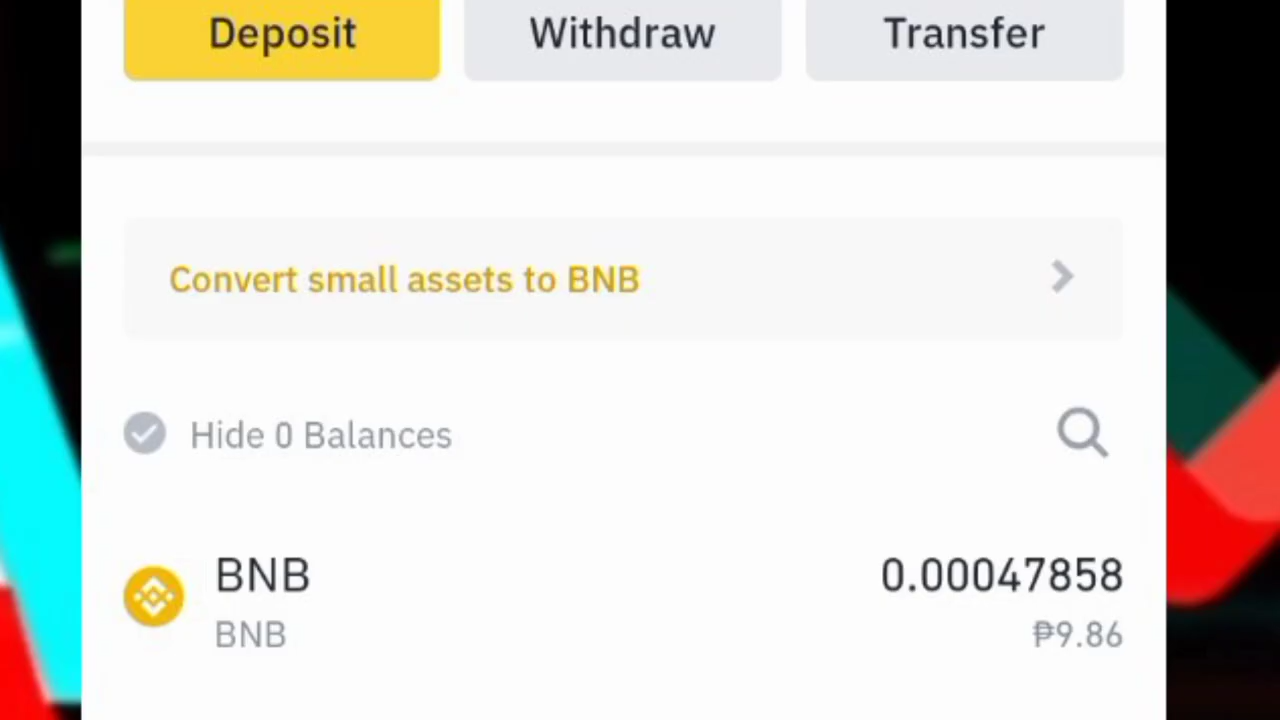 Deposit Withdraw Transfer
Convert small assets to BNB
Hide 0 Balances
BNB 0.00047858
BNB ₱9.86